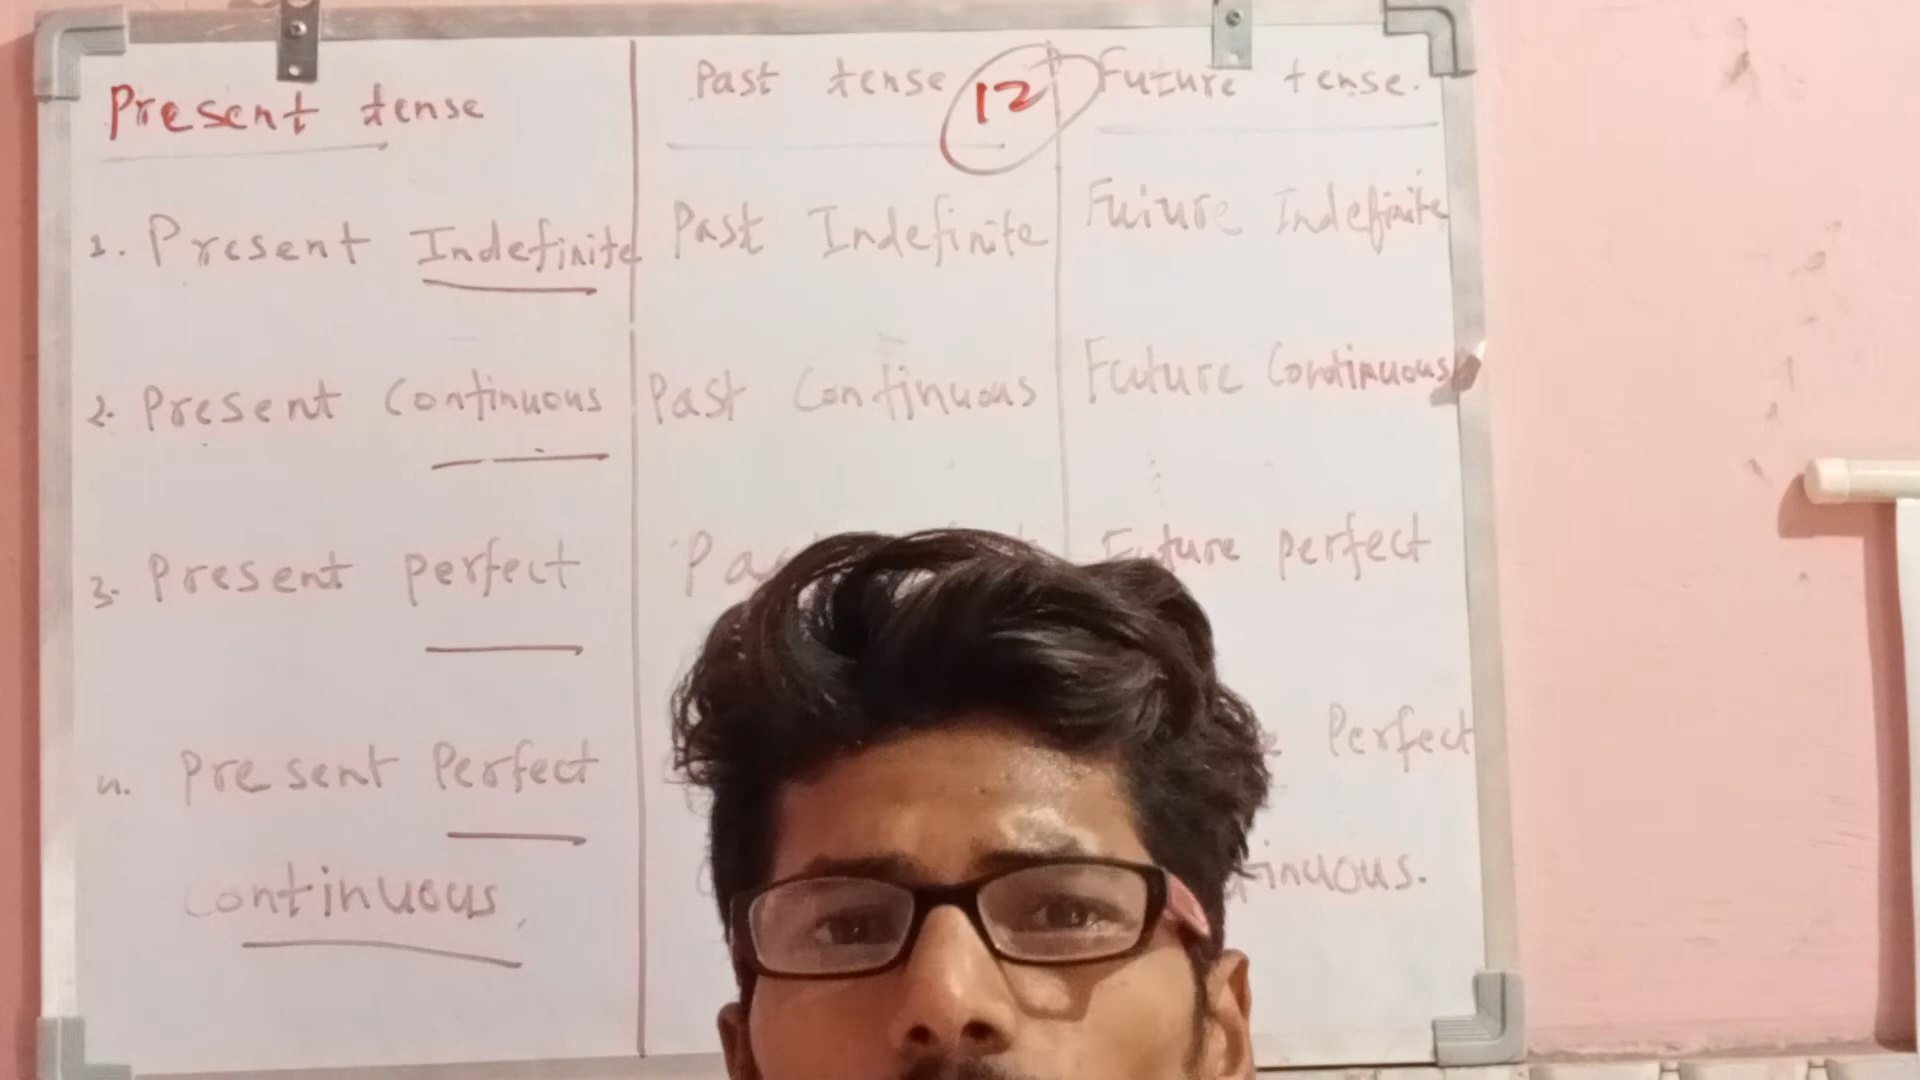 Present tense
Past tense
12
Future tense.
1. Present Indefinite
Past Indefinite
Future Indefinite
2. Present Continuous
Past Continuous
Future Continuous
3. Present perfect
Future perfect
4. Present Perfect
Perfect
Continuous,